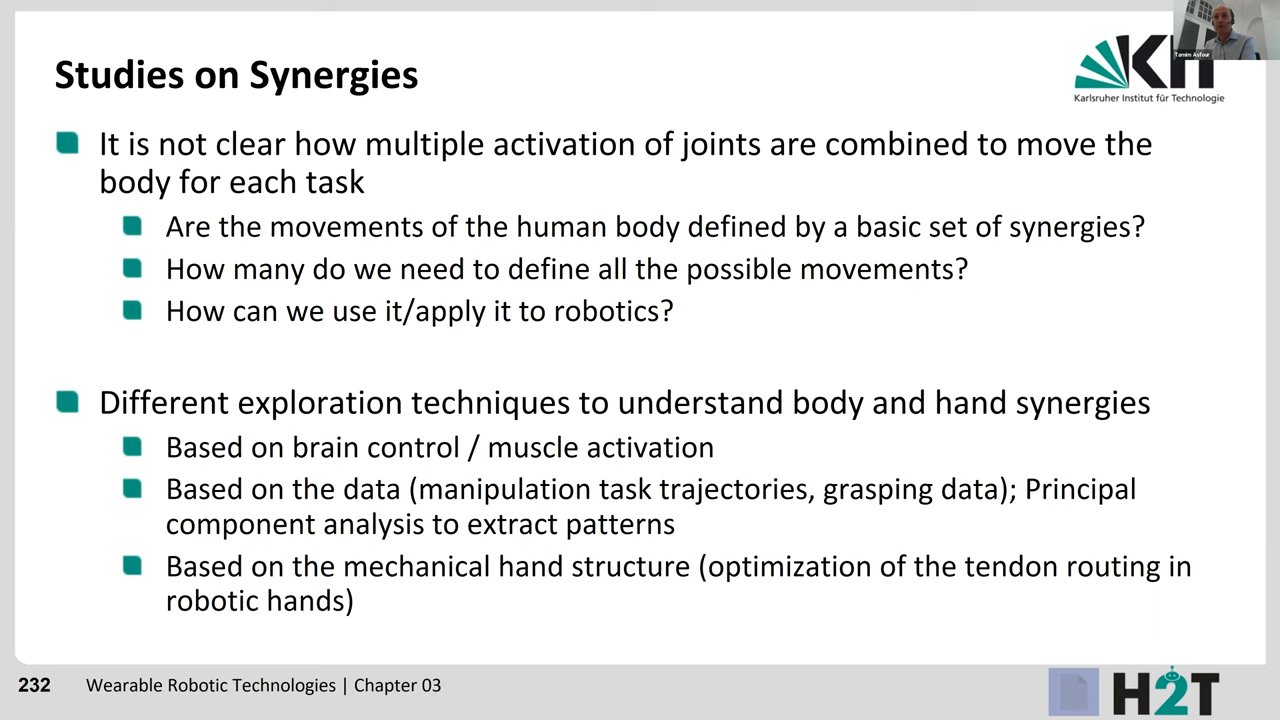 Studies on Synergies
KIT
Karlsruher Institut für Technologie
Tamim Asfour
It is not clear how multiple activation of joints are combined to move the
body for each task
Are the movements of the human body defined by a basic set of synergies?
How many do we need to define all the possible movements?
How can we use it/apply it to robotics?
Different exploration techniques to understand body and hand synergies
Based on brain control / muscle activation
Based on the data (manipulation task trajectories, grasping data); Principal
component analysis to extract patterns
Based on the mechanical hand structure (optimization of the tendon routing in
robotic hands)
232 Wearable Robotic Technologies | Chapter 03
H2T